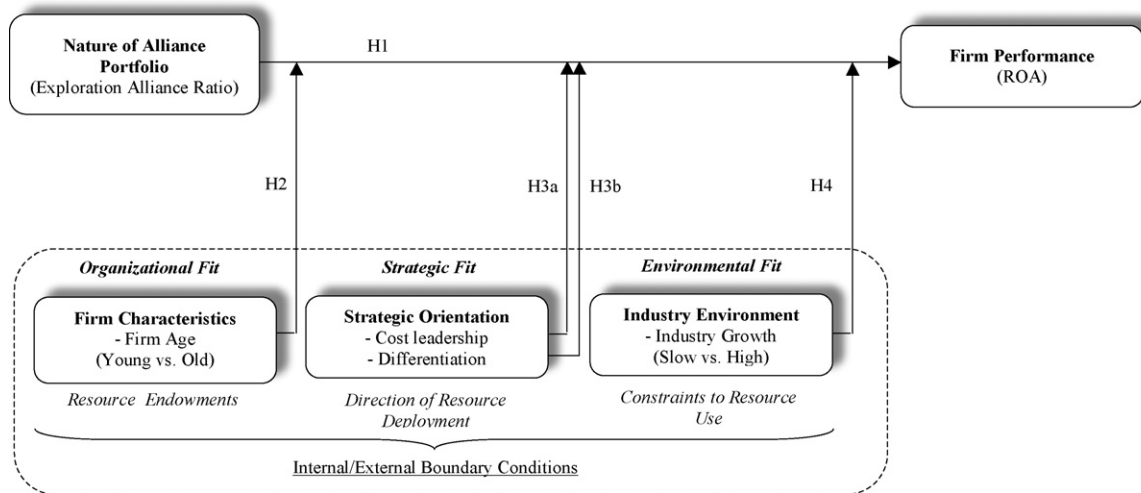 Nature of Alliance
Portfolio
(Exploration Alliance Ratio)
H1
Firm Performance
(ROA)
H2
H3a
H3b
H4
Organizational Fit
Strategic Fit
Environmental Fit
Firm Characteristics
- Firm Age
(Young vs. Old)
Strategic Orientation
- Cost leadership
- Differentiation
Industry Environment
- Industry Growth
(Slow vs. High)
Resource Endowments
Direction of Resource
Deployment
Constraints to Resource
Use
Internal/External Boundary Conditions